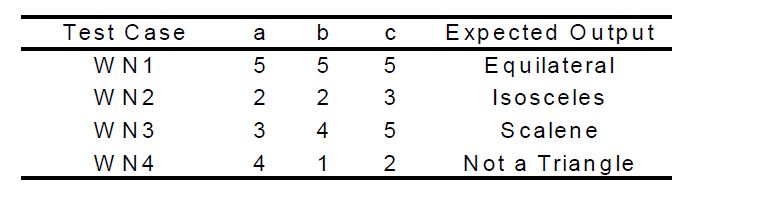 Test Case a b c Expected Output
WN1 5 5 5 Equilateral
WN2 2 2 3 Isosceles
WN3 3 4 5 Scalene
WN4 4 1 2 Not a Triangle